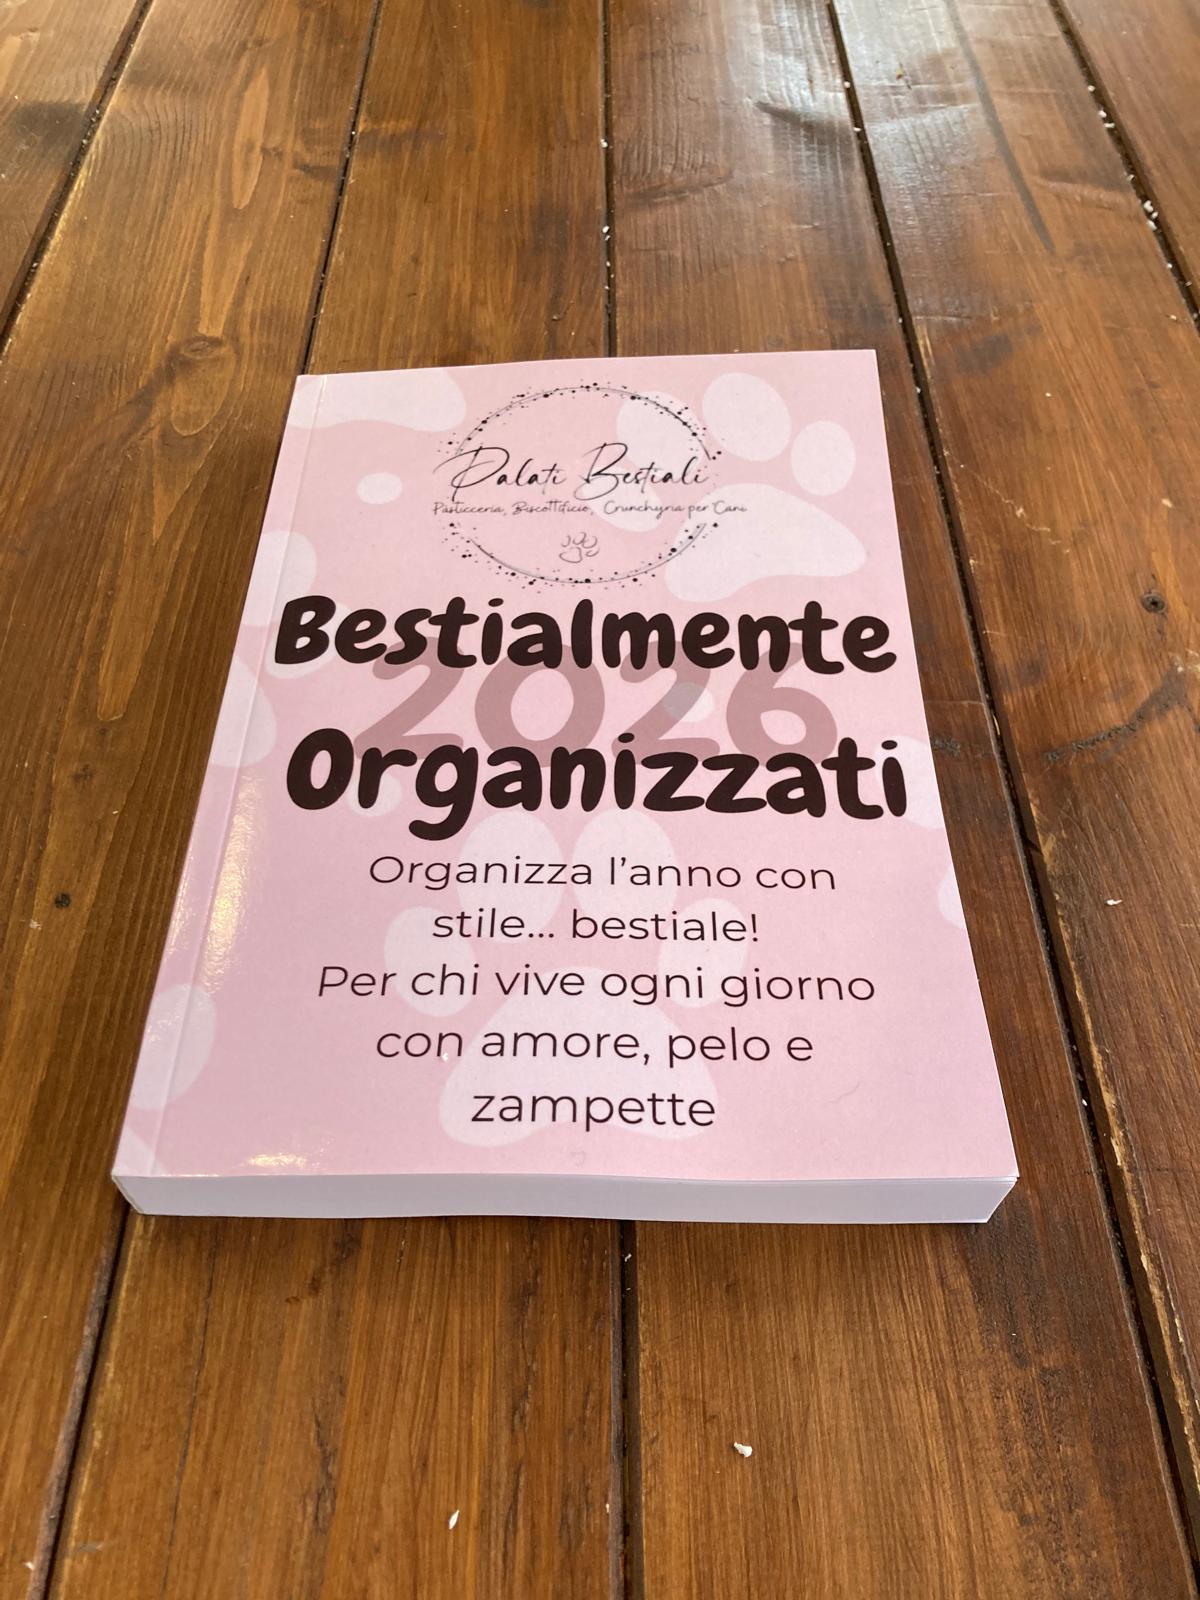 Palati Bestiali
Pasticceria, Biscottificio, Crunchyria per Cani
Bestialmente
2026
Organizzati
Organizza l’anno con
stile... bestiale!
Per chi vive ogni giorno
con amore, pelo e
zampette